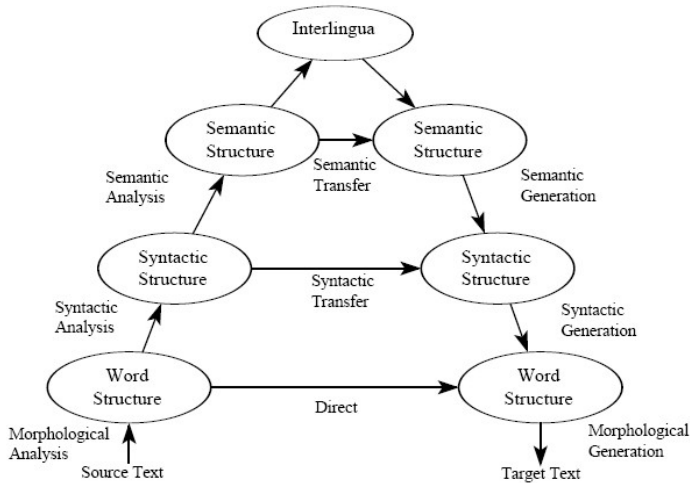 Interlingua
Semantic
Structure
Semantic
Structure
Semantic
Transfer
Semantic
Analysis
Semantic
Generation
Syntactic
Structure
Syntactic
Structure
Syntactic
Transfer
Syntactic
Analysis
Syntactic
Generation
Word
Structure
Word
Structure
Direct
Morphological
Analysis
Morphological
Generation
Source Text
Target Text